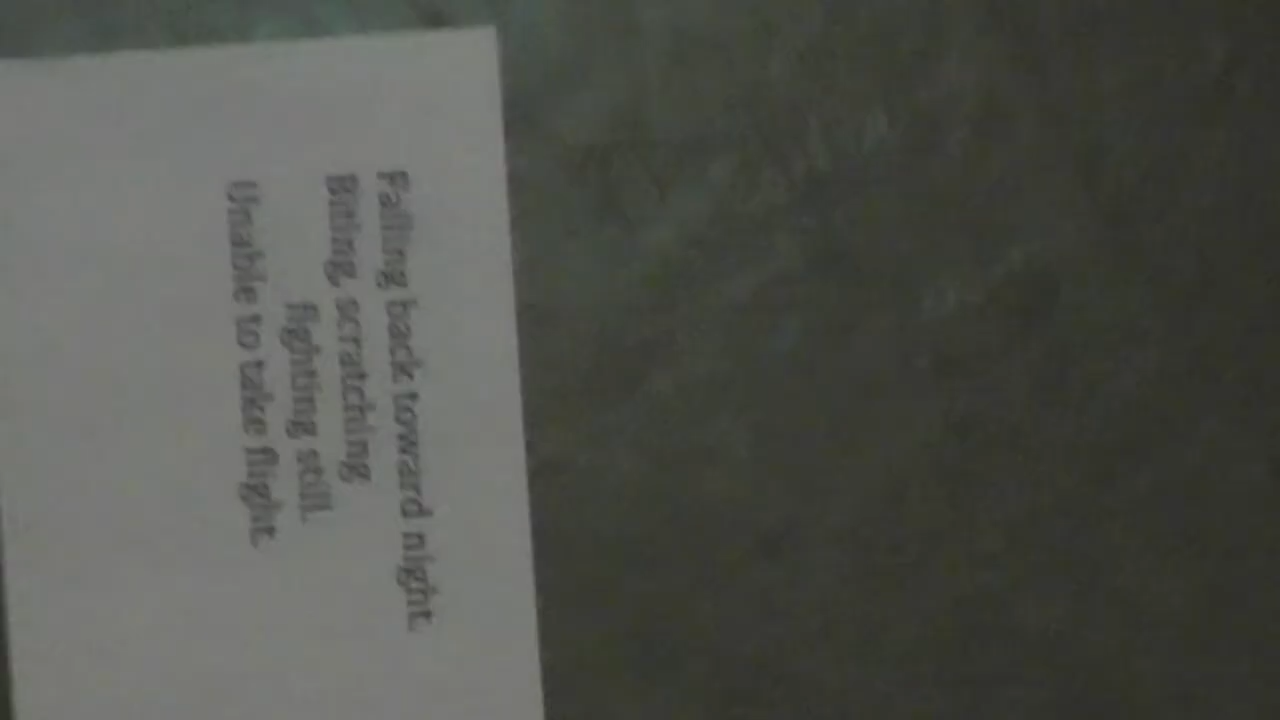 Falling back toward night.
Biting, scratching
fighting still.
Unable to take flight.